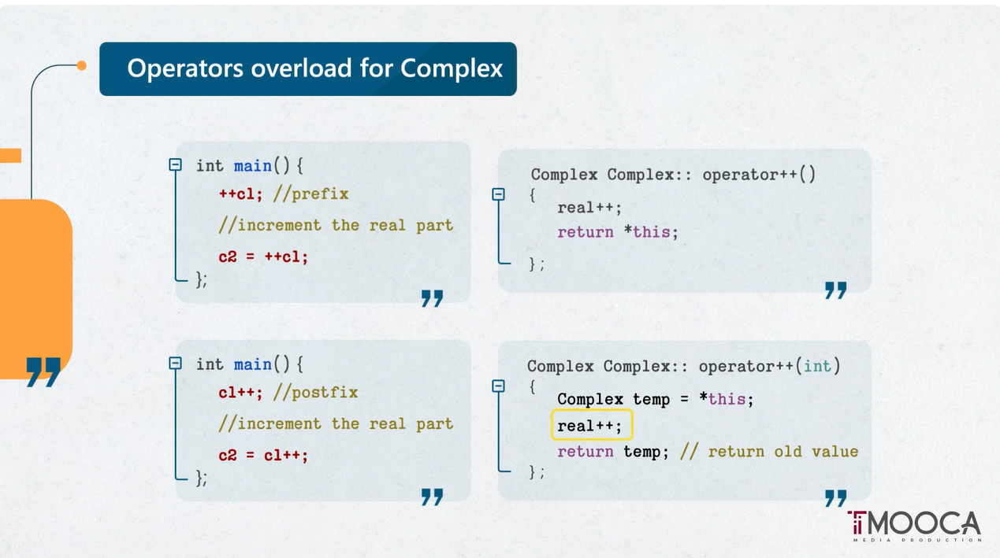 Operators overload for Complex
int main() {
++cl; //prefix
//increment the real part
c2 = ++cl;
};
Complex Complex:: operator++()
{
real++;
return *this;
};
int main() {
cl++; //postfix
//increment the real part
c2 = cl++;
};
Complex Complex:: operator++(int)
{
Complex temp = *this;
real++;
return temp; // return old value
};
TMOOCA
MEDIA PRODUCTION